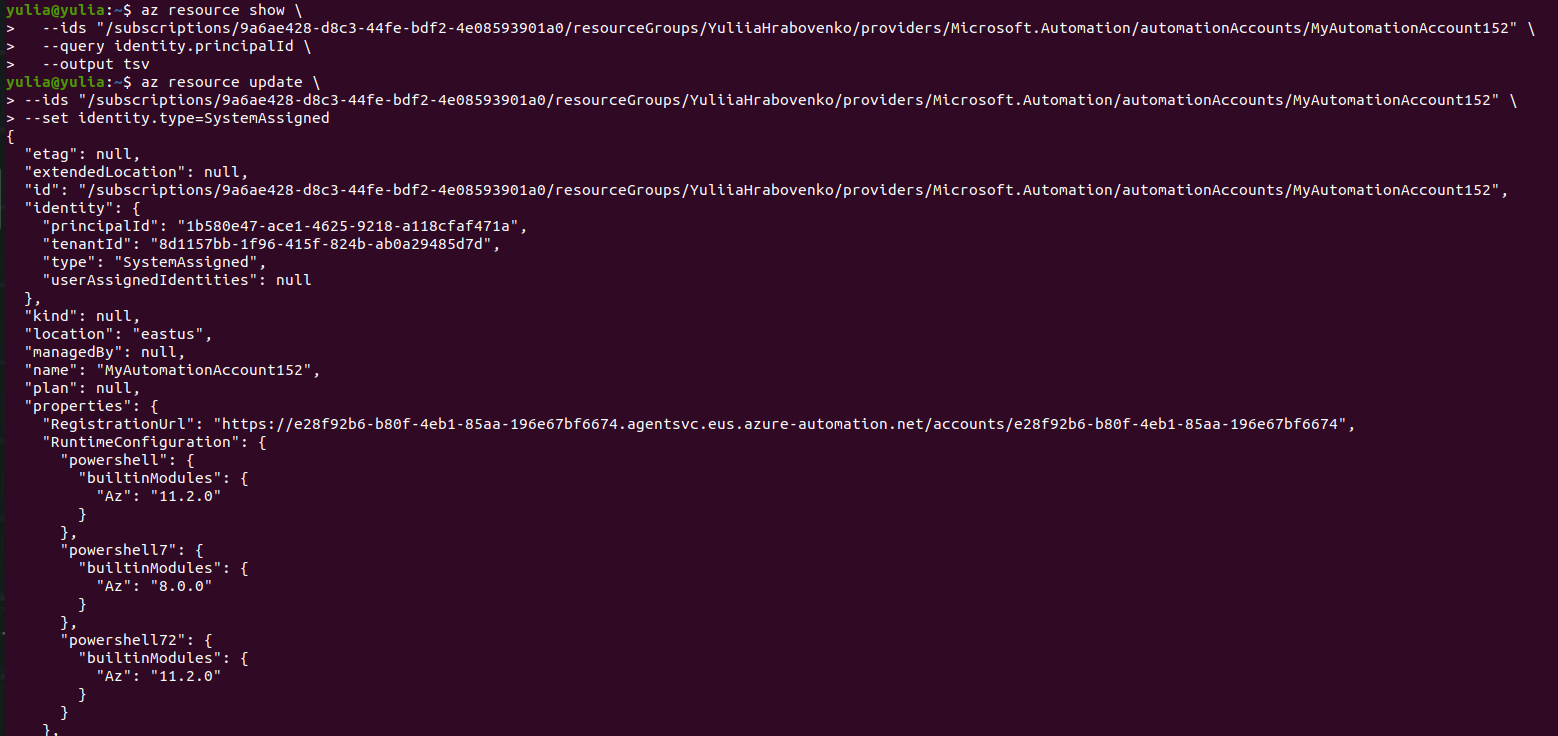 yulia@yulia:~$ az resource show \
>   --ids "/subscriptions/9a6ae428-d8c3-44fe-bdf2-4e08593901a0/resourceGroups/YuliiaHrabovenko/providers/Microsoft.Automation/automationAccounts/MyAutomationAccount152" \
>   --query identity.principalId \
>   --output tsv
yulia@yulia:~$ az resource update \
> --ids "/subscriptions/9a6ae428-d8c3-44fe-bdf2-4e08593901a0/resourceGroups/YuliiaHrabovenko/providers/Microsoft.Automation/automationAccounts/MyAutomationAccount152" \
> --set identity.type=SystemAssigned
{
  "etag": null,
  "extendedLocation": null,
  "id": "/subscriptions/9a6ae428-d8c3-44fe-bdf2-4e08593901a0/resourceGroups/YuliiaHrabovenko/providers/Microsoft.Automation/automationAccounts/MyAutomationAccount152",
  "identity": {
    "principalId": "1b580e47-ace1-4625-9218-a118cfaf471a",
    "tenantId": "8d1157bb-1f96-415f-824b-ab0a29485d7d",
    "type": "SystemAssigned",
    "userAssignedIdentities": null
  },
  "kind": null,
  "location": "eastus",
  "managedBy": null,
  "name": "MyAutomationAccount152",
  "plan": null,
  "properties": {
    "RegistrationUrl": "https://e28f92b6-b80f-4eb1-85aa-196e67bf6674.agentsvc.eus.azure-automation.net/accounts/e28f92b6-b80f-4eb1-85aa-196e67bf6674",
    "RuntimeConfiguration": {
      "powershell": {
        "builtinModules": {
          "Az": "11.2.0"
        }
      },
      "powershell7": {
        "builtinModules": {
          "Az": "8.0.0"
        }
      },
      "powershell72": {
        "builtinModules": {
          "Az": "11.2.0"
        }
      }
    },